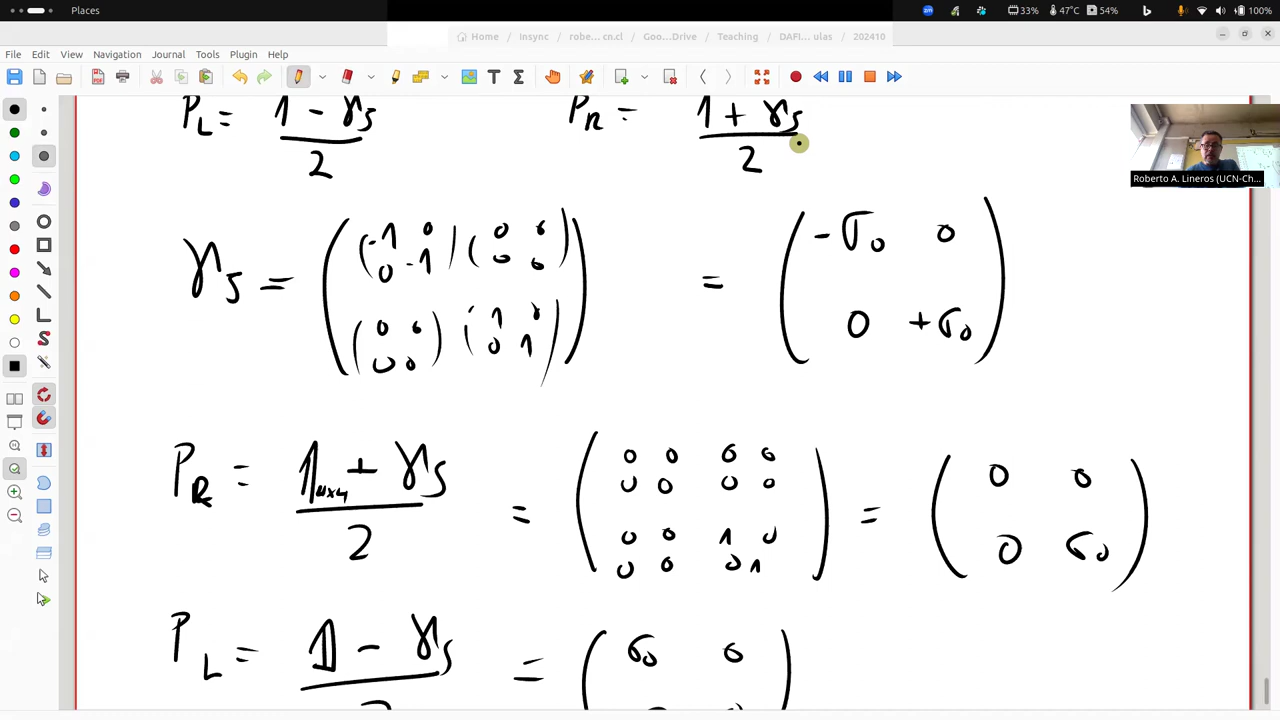 Places
33% 47°C 54% 100%
Home Insync robe... cn.cl Goo...Drive Teaching DAFI... ulas 202410
File Edit View Navigation Journal Tools Plugin Help
P_L = (1 - γ_5)/2 P_R = (1 + γ_5)/2
Roberto A. Lineros (UCN-Ch...
γ_5 = ( (-1 0 ; 0 -1) (0 0 ; 0 0) ; (0 0 ; 0 0) (1 0 ; 0 1) ) = ( -σ_0 0 ; 0 +σ_0 )
P_R = (𝟙_4x4 + γ_5)/2 = ( 0 0 0 0 ; 0 0 0 0 ; 0 0 1 0 ; 0 0 0 1 ) = ( 0 0 ; 0 σ_0 )
P_L = 𝟙 - γ_5 = ( σ_0 0